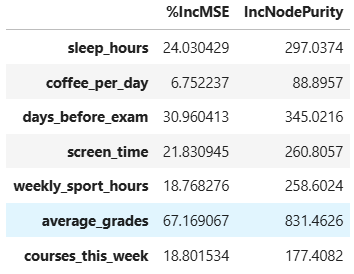 %IncMSE IncNodePurity
sleep_hours 24.030429 297.0374
coffee_per_day 6.752237 88.8957
days_before_exam 30.960413 345.0216
screen_time 21.830945 260.8057
weekly_sport_hours 18.768276 258.6024
average_grades 67.169067 831.4626
courses_this_week 18.801534 177.4082